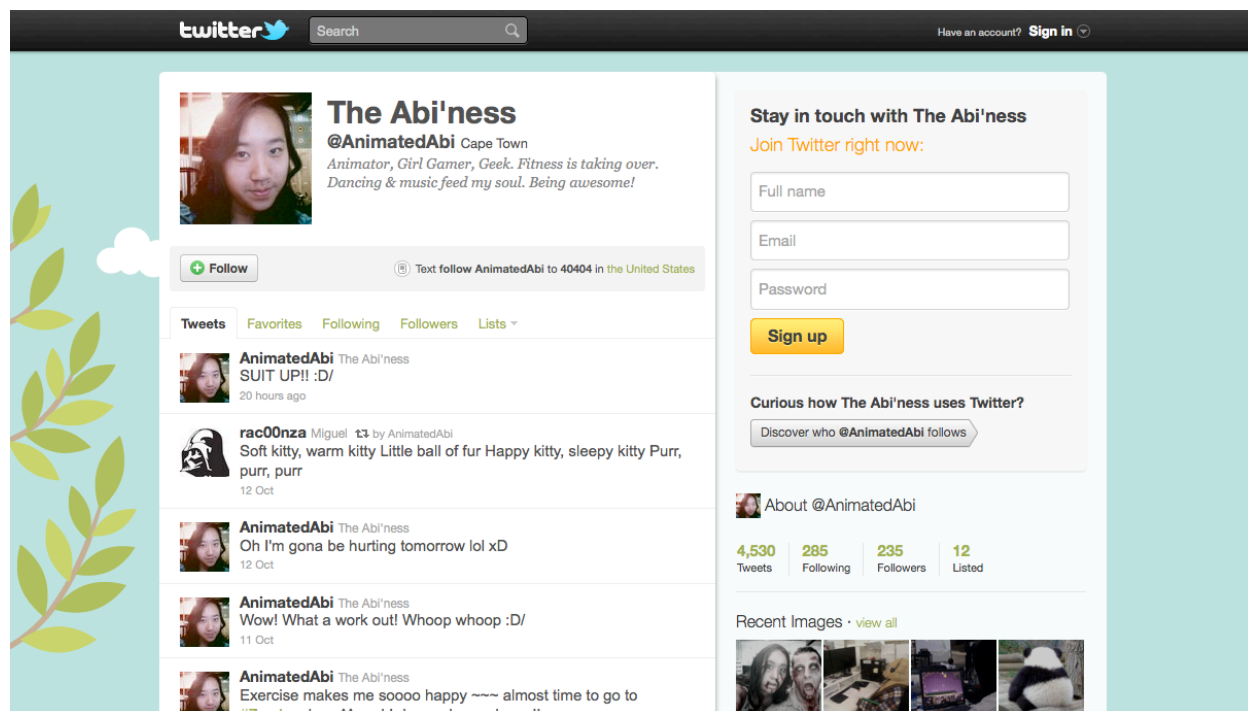 twitter
Search
Have an account? Sign in
The Abi'ness
@AnimatedAbi Cape Town
Animator, Girl Gamer, Geek. Fitness is taking over.
Dancing & music feed my soul. Being awesome!
Follow
Text follow AnimatedAbi to 40404 in the United States
Tweets Favorites Following Followers Lists
AnimatedAbi The Abi'ness
SUIT UP!! :D/
20 hours ago
rac00nza Miguel by AnimatedAbi
Soft kitty, warm kitty Little ball of fur Happy kitty, sleepy kitty Purr,
purr, purr
12 Oct
AnimatedAbi The Abi'ness
Oh I'm gona be hurting tomorrow lol xD
12 Oct
AnimatedAbi The Abi'ness
Wow! What a work out! Whoop whoop :D/
11 Oct
AnimatedAbi The Abi'ness
Exercise makes me soooo happy ~~~ almost time to go to
Stay in touch with The Abi'ness
Join Twitter right now:
Full name
Email
Password
Sign up
Curious how The Abi'ness uses Twitter?
Discover who @AnimatedAbi follows
About @AnimatedAbi
4,530 285 235 12
Tweets Following Followers Listed
Recent Images · view all